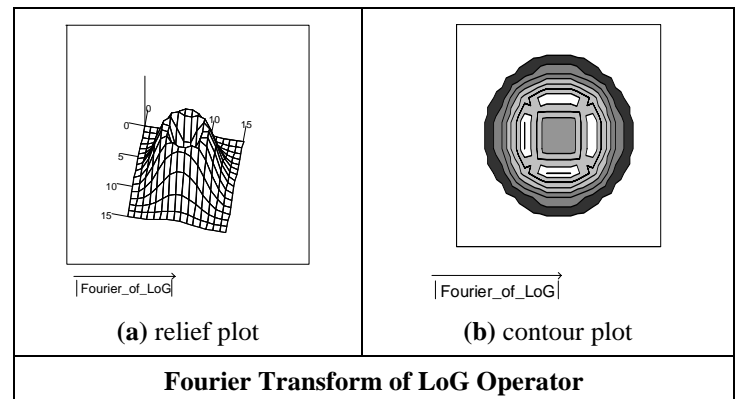 0
0
5
10
15
10
15
|Fourier_of_LoG|
(a) relief plot
|Fourier_of_LoG|
(b) contour plot
Fourier Transform of LoG Operator